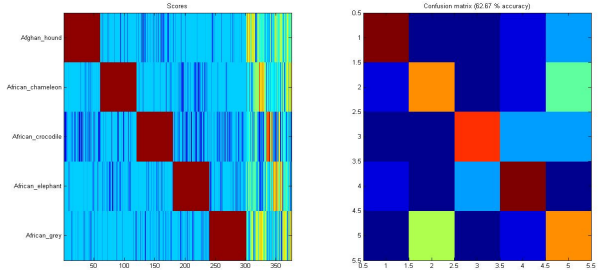 Scores
Afghan_hound
African_chameleon
African_crocodile
African_elephant
African_grey
50 100 150 200 250 300 350
Confusion matrix (62.67 % accuracy)
0.5
1
1.5
2
2.5
3
3.5
4
4.5
5
5.5
0.5 1 1.5 2 2.5 3 3.5 4 4.5 5 5.5